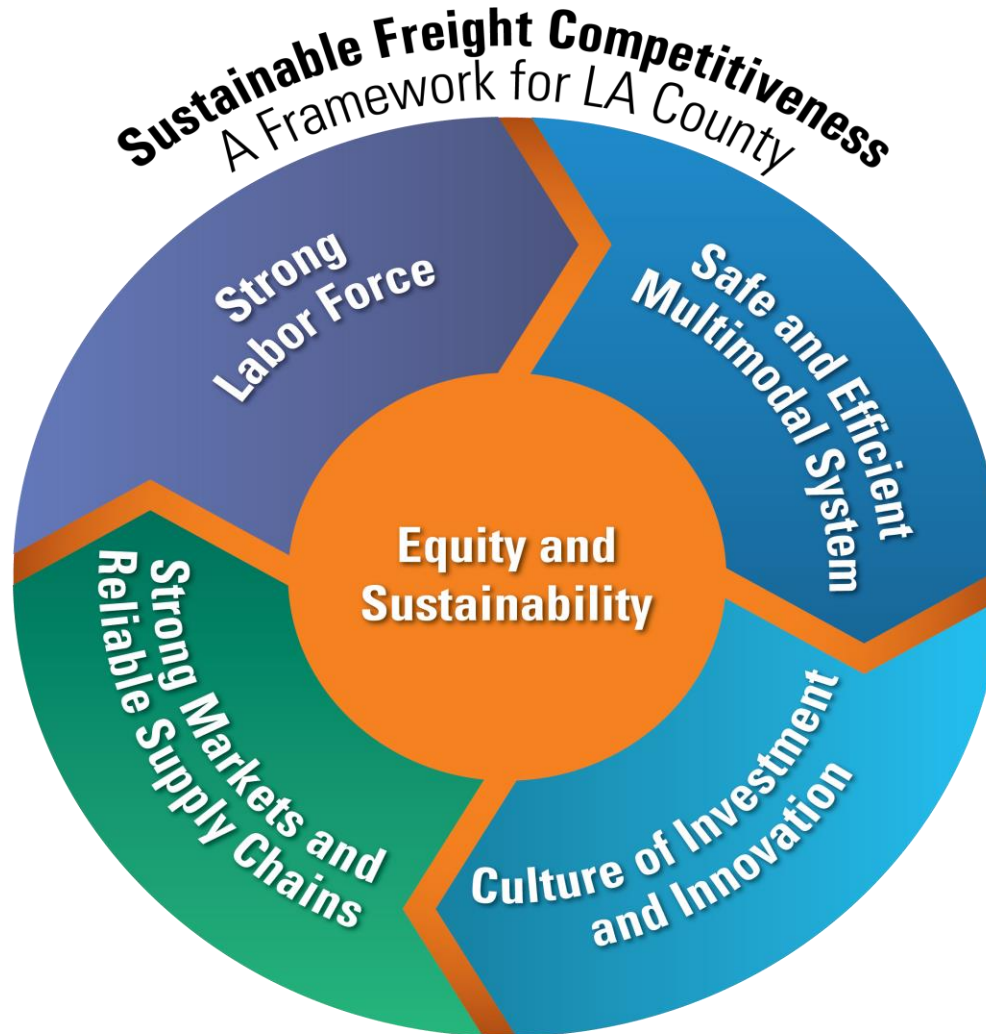 Sustainable Freight Competitiveness
A Framework for LA County
Strong
Labor Force
Safe and Efficient
Multimodal System
Equity and
Sustainability
Strong Markets and
Reliable Supply Chains
Culture of Investment
and Innovation